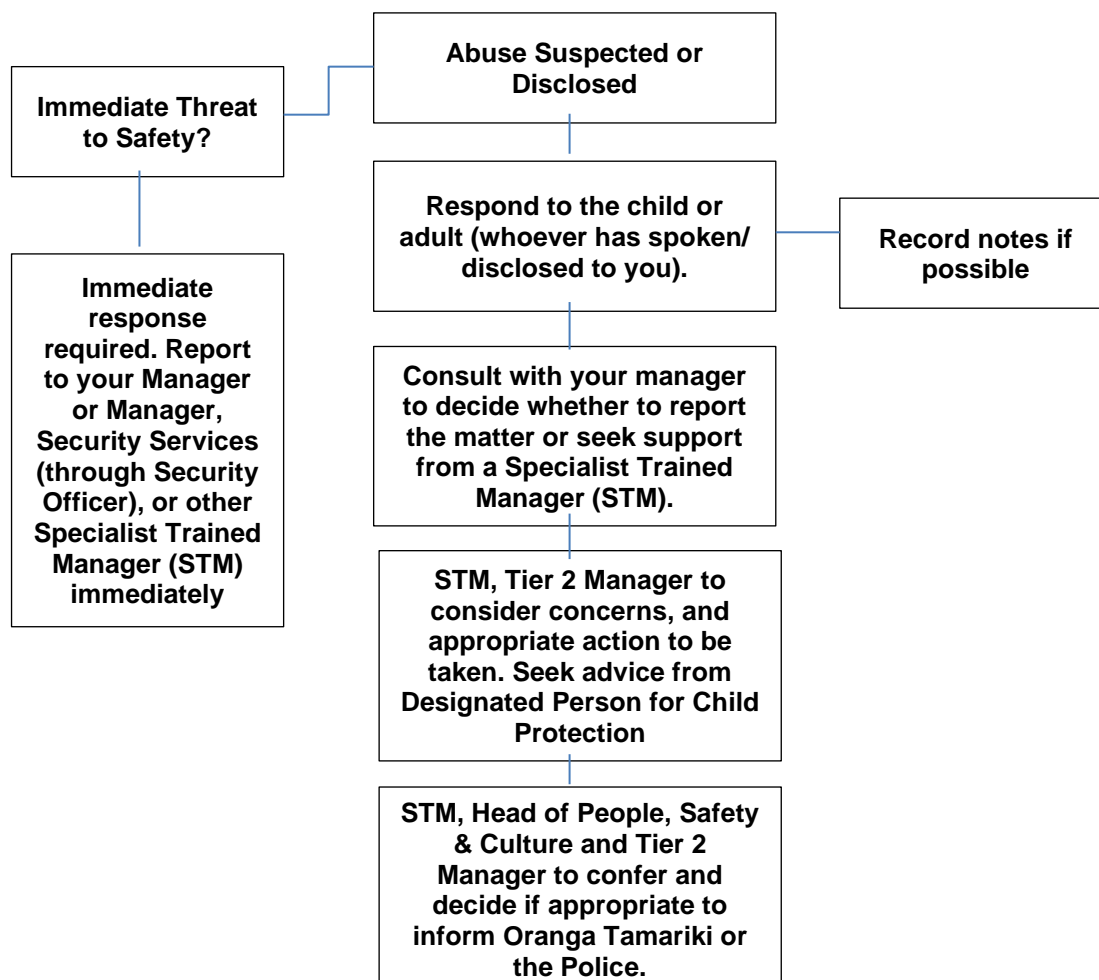 Abuse Suspected or
Disclosed
Immediate Threat
to Safety?
Respond to the child or
adult (whoever has spoken/
disclosed to you).
Record notes if
possible
Immediate
response
required. Report
to your Manager
or Manager,
Security Services
(through Security
Officer), or other
Specialist Trained
Manager (STM)
immediately
Consult with your manager
to decide whether to report
the matter or seek support
from a Specialist Trained
Manager (STM).
STM, Tier 2 Manager to
consider concerns, and
appropriate action to be
taken. Seek advice from
Designated Person for Child
Protection
STM, Head of People, Safety
& Culture and Tier 2
Manager to confer and
decide if appropriate to
inform Oranga Tamariki or
the Police.